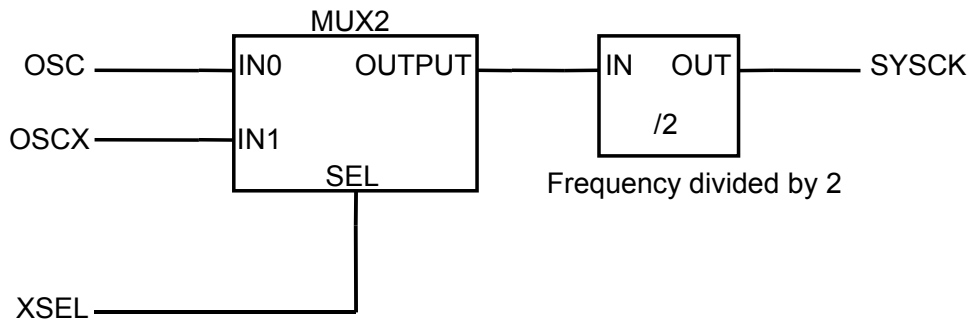 MUX2
OSC IN0 OUTPUT IN OUT SYSCK
OSCX IN1 /2
SEL
Frequency divided by 2
XSEL